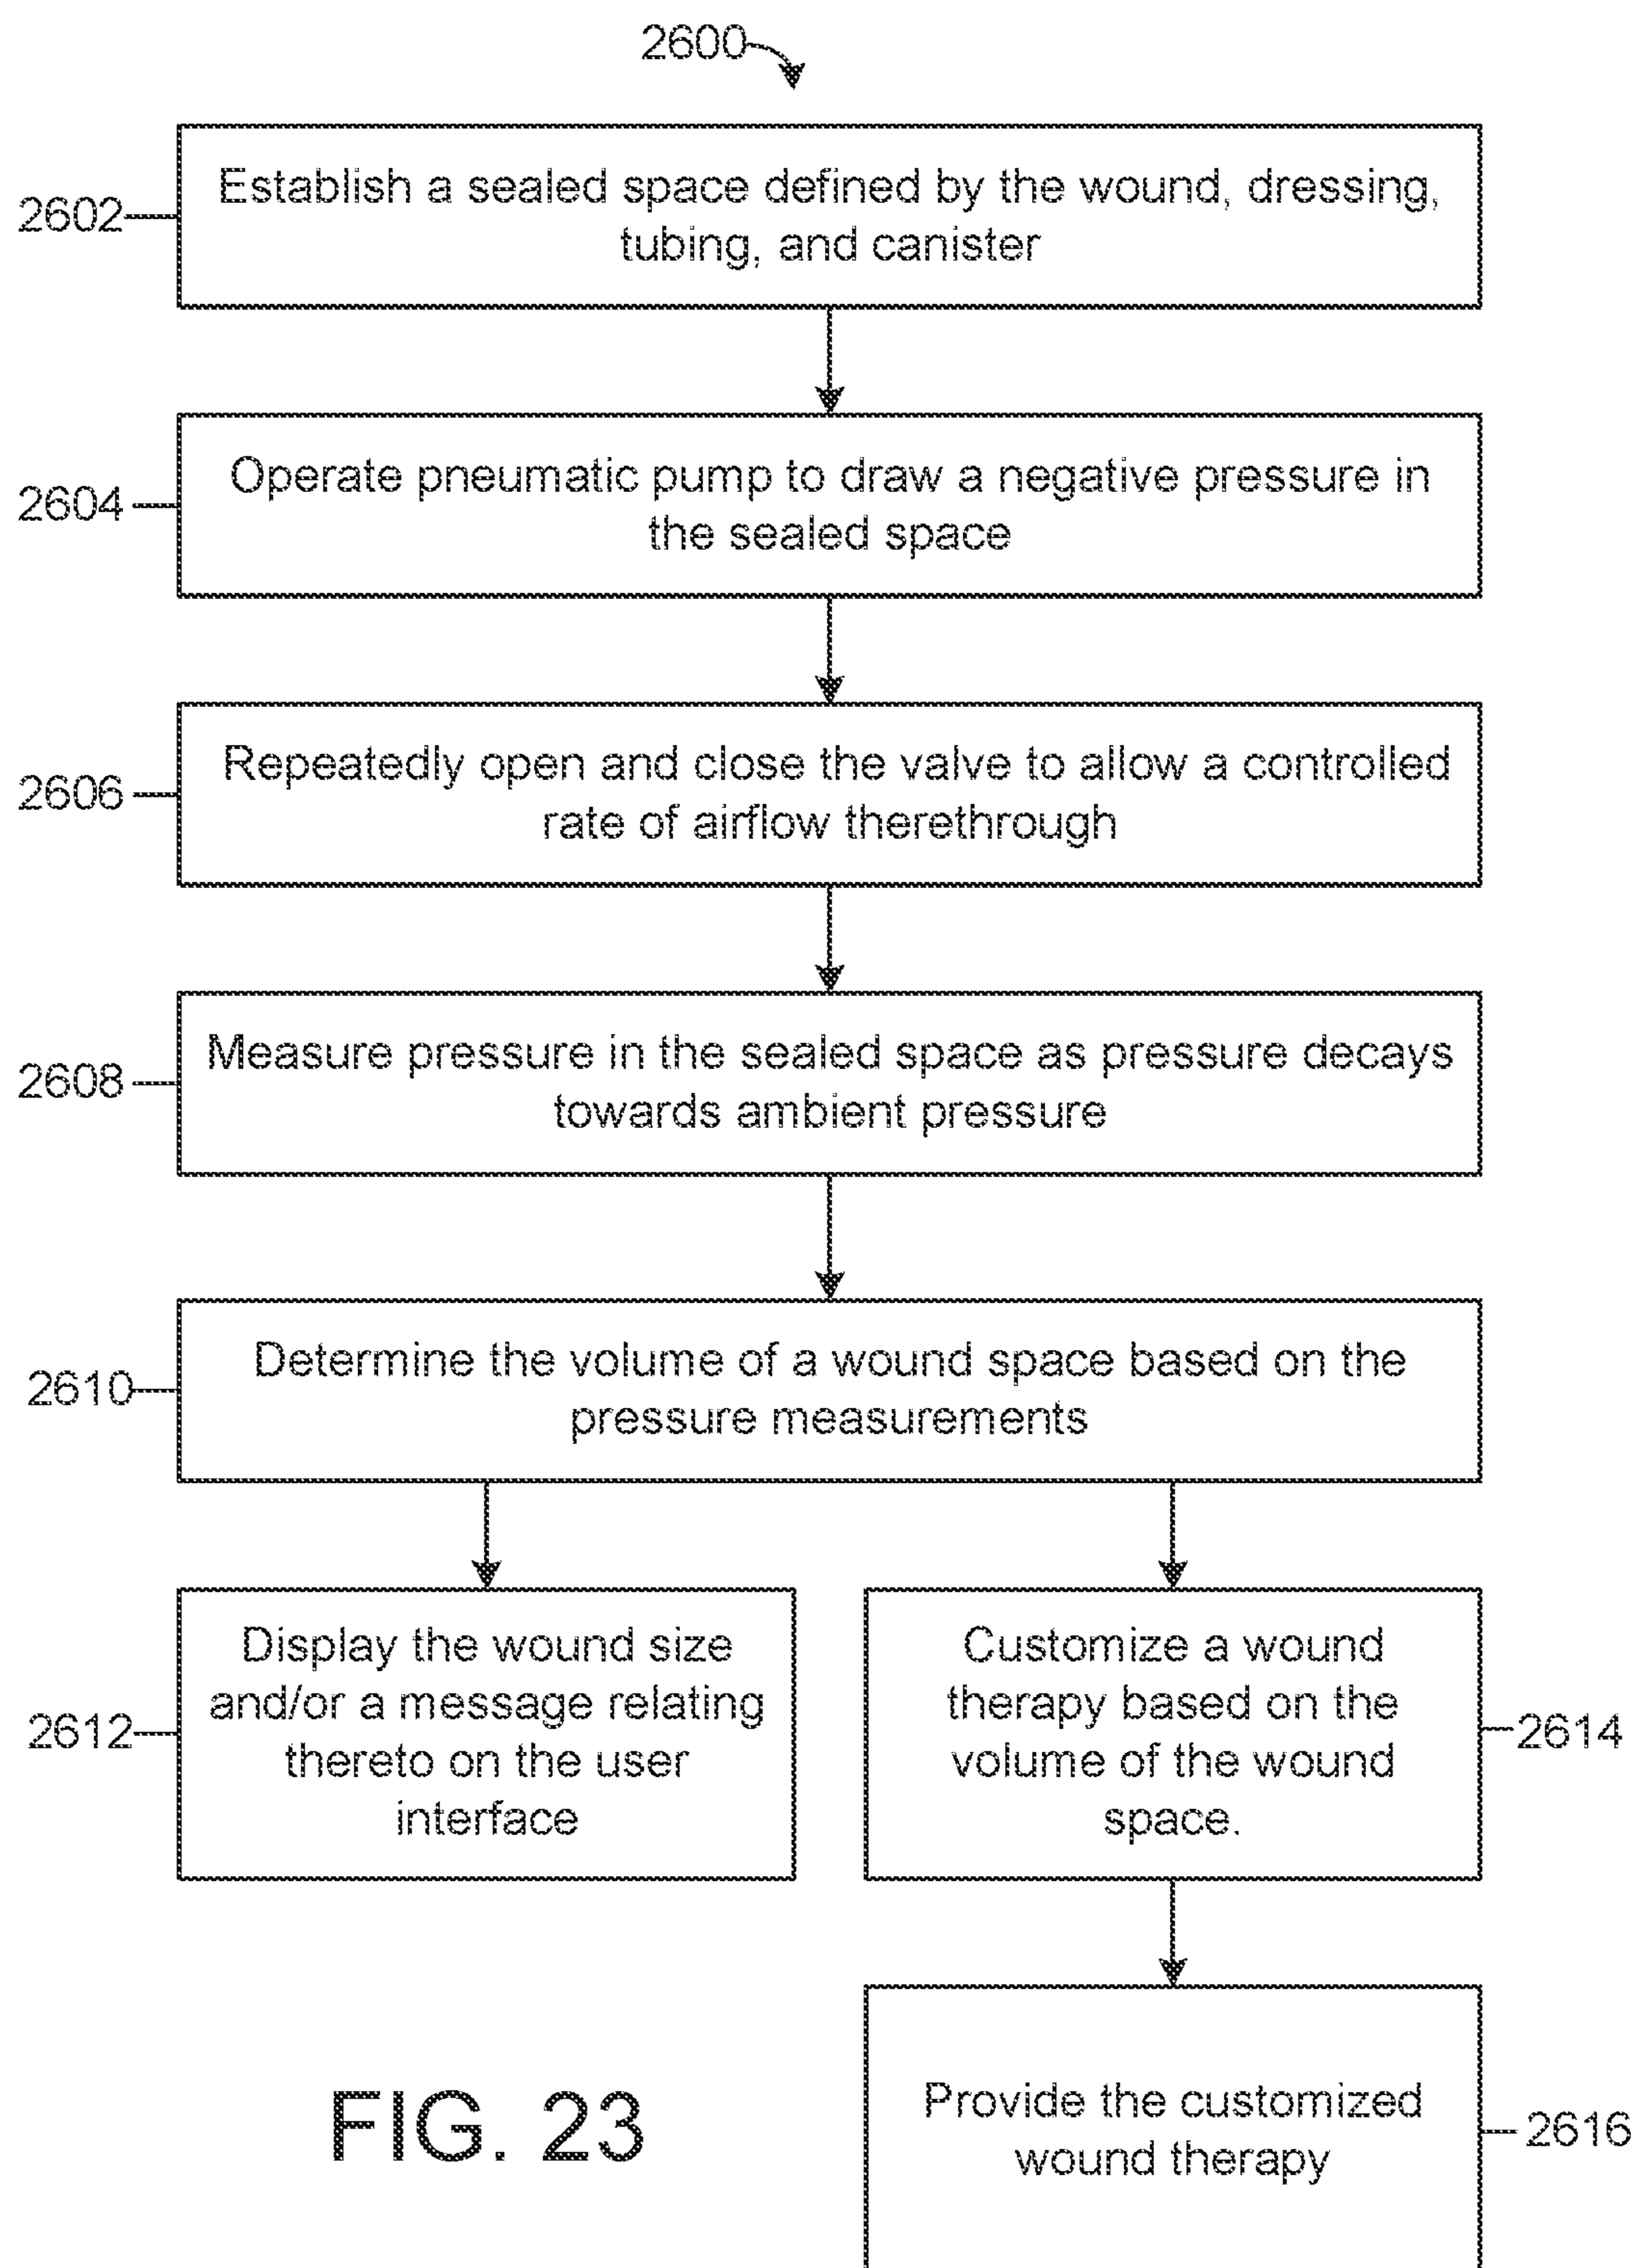 2600
2602
Establish a sealed space defined by the wound, dressing,
tubing, and canister
2604
Operate pneumatic pump to draw a negative pressure in
the sealed space
2606
Repeatedly open and close the valve to allow a controlled
rate of airflow therethrough
2608
Measure pressure in the sealed space as pressure decays
towards ambient pressure
2610
Determine the volume of a wound space based on the
pressure measurements
2612
Display the wound size
and/or a message relating
thereto on the user
interface
Customize a wound
therapy based on the
volume of the wound
space.
2614
Provide the customized
wound therapy
2616
FIG. 23